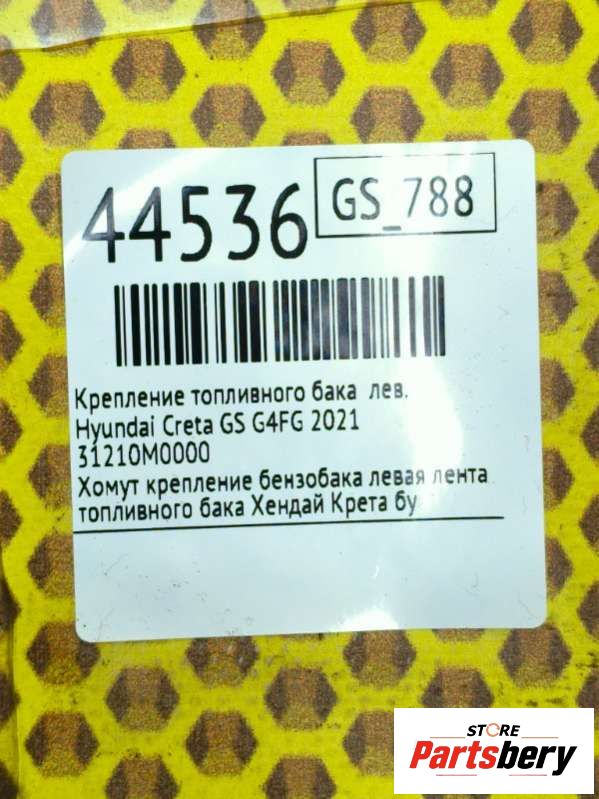 44536
GS_788
Крепление топливного бака лев.
Hyundai Creta GS G4FG 2021
31210M0000
Хомут крепление бензобака левая лента
топливного бака Хендай Крета бу
STORE
Partsbery